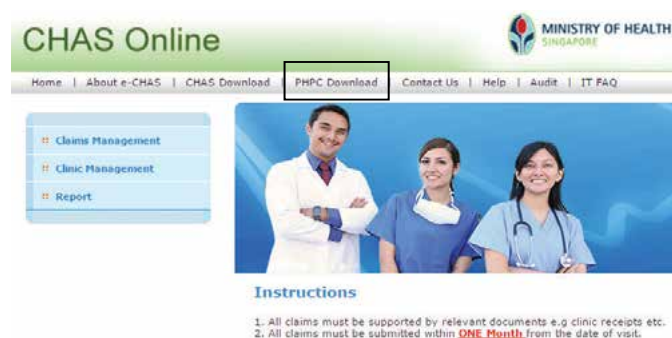 CHAS Online
MINISTRY OF HEALTH
SINGAPORE
Home | About e-CHAS | CHAS Download | PHPC Download | Contact Us | Help | Audit | IT FAQ
Claims Management
Clinic Management
Report
Instructions
1. All claims must be supported by relevant documents e.g clinic receipts etc.
2. All claims must be submitted within ONE Month from the date of visit.